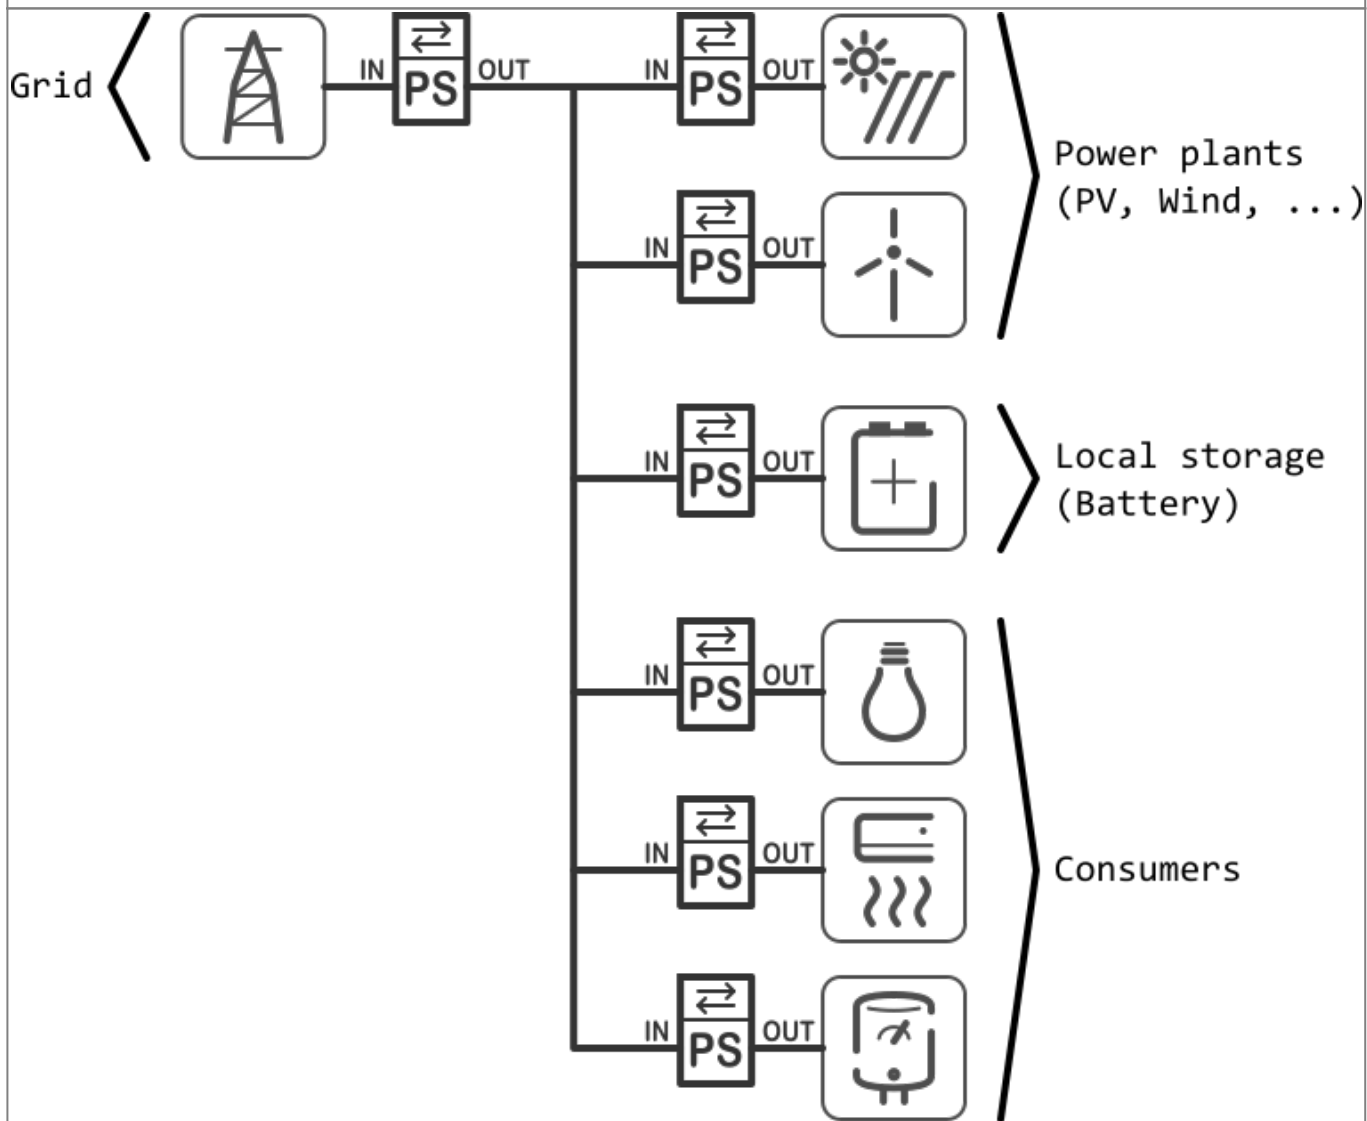 Grid
IN PS OUT
IN PS OUT
Power plants
(PV, Wind, ...)
IN PS OUT
IN PS OUT
Local storage
(Battery)
IN PS OUT
IN PS OUT
Consumers
IN PS OUT